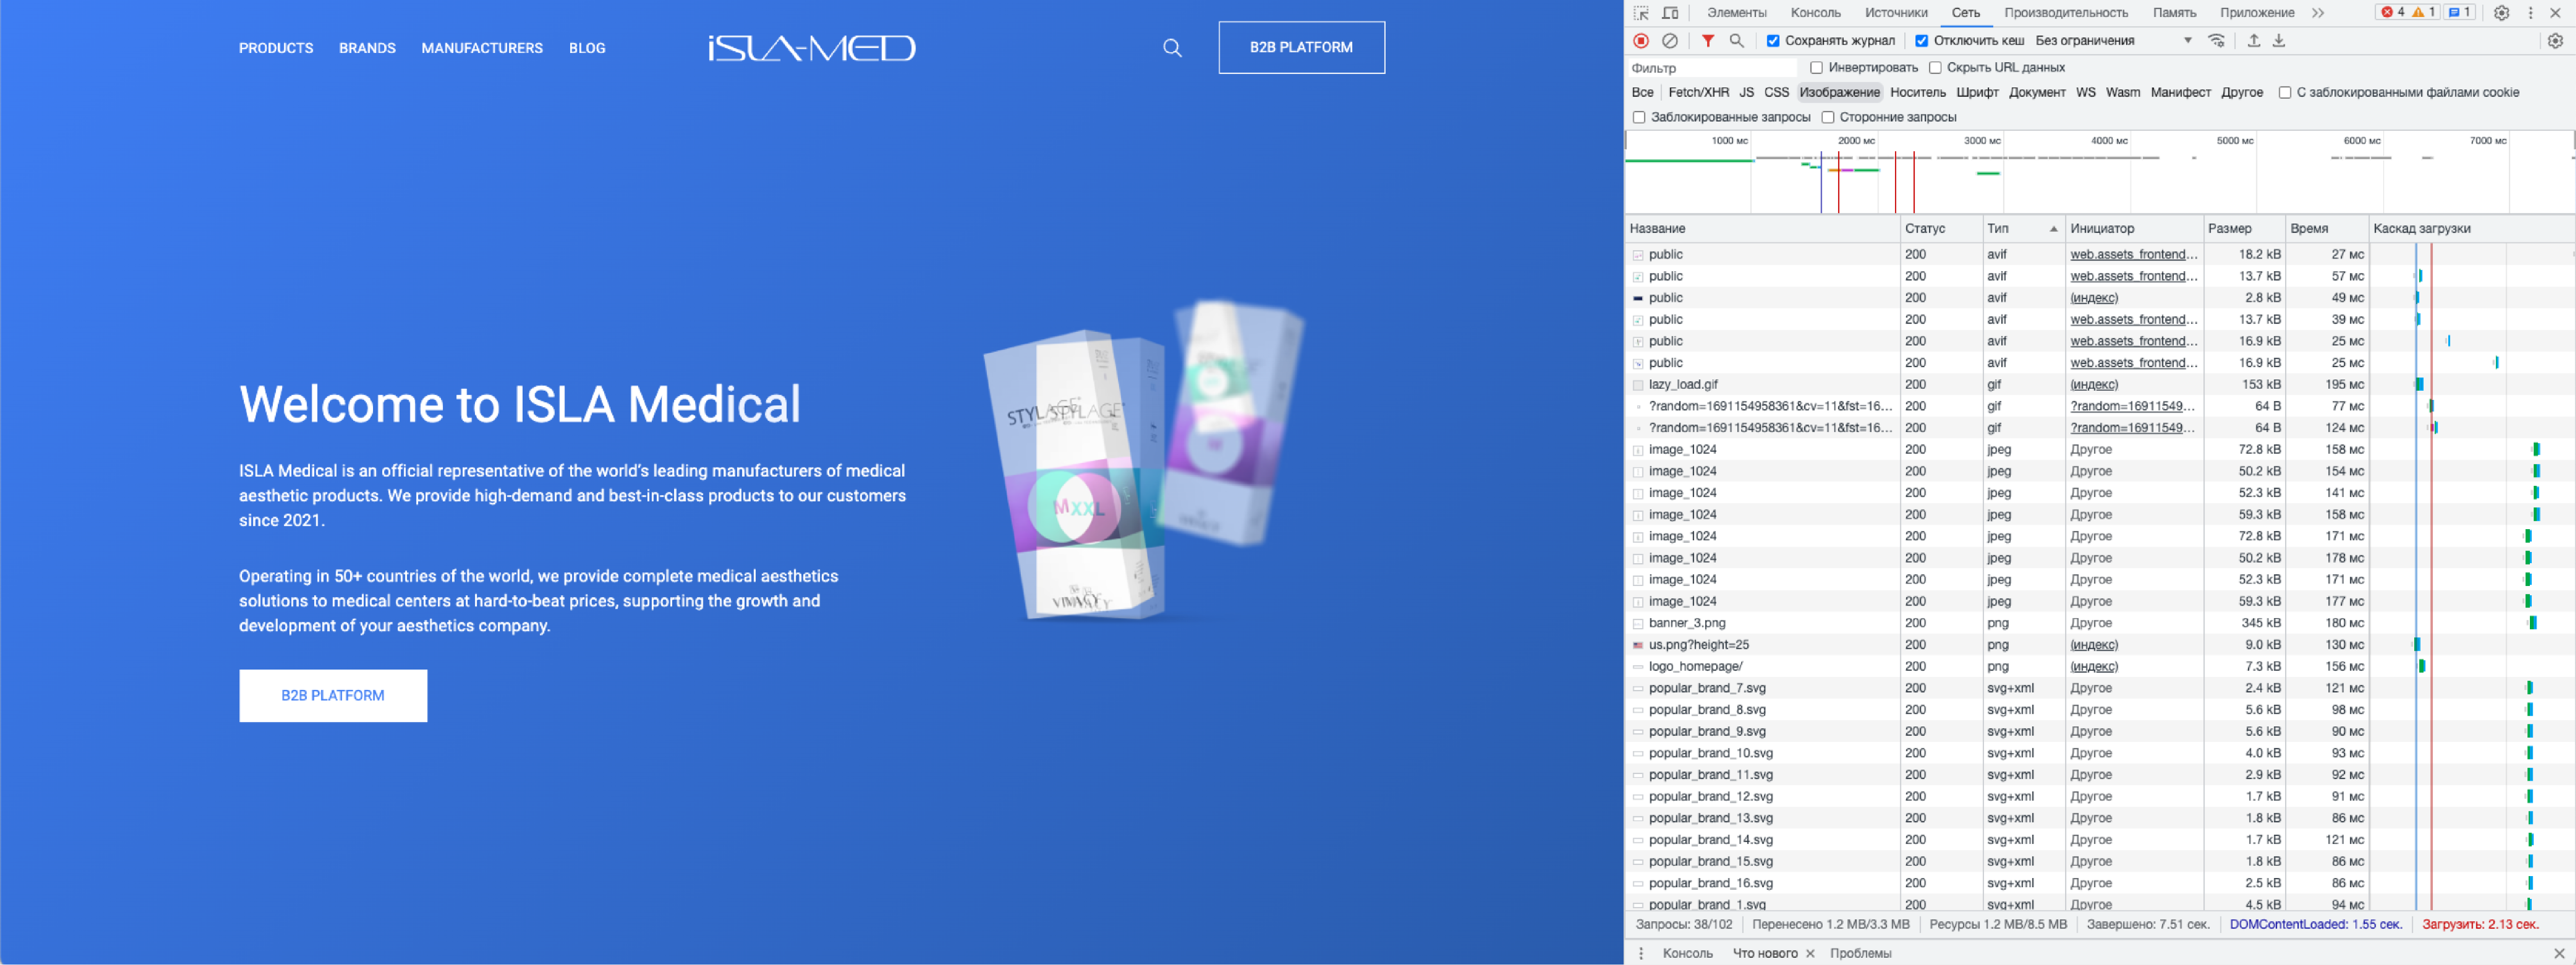 PRODUCTS BRANDS MANUFACTURERS BLOG
iSLA-MED
B2B PLATFORM
Welcome to ISLA Medical
ISLA Medical is an official representative of the world's leading manufacturers of medical
aesthetic products. We provide high-demand and best-in-class products to our customers
since 2021.
Operating in 50+ countries of the world, we provide complete medical aesthetics
solutions to medical centers at hard-to-beat prices, supporting the growth and
development of your aesthetics company.
B2B PLATFORM
STYLAGE
MXXL
VIVACY
Элементы Консоль Источники Сеть Производительность Память Приложение 4 1 1
Сохранять журнал Отключить кеш Без ограничения
Фильтр Инвертировать Скрыть URL данных
Все Fetch/XHR JS CSS Изображение Носитель Шрифт Документ WS Wasm Манифест Другое С заблокированными файлами cookie
Заблокированные запросы Сторонние запросы
1000 мс 2000 мс 3000 мс 4000 мс 5000 мс 6000 мс 7000 мс
Название Статус Тип Инициатор Размер Время Каскад загрузки
public 200 avif web.assets_frontend... 18.2 kB 27 мс
public 200 avif web.assets_frontend... 13.7 kB 57 мс
public 200 avif (индекс) 2.8 kB 49 мс
public 200 avif web.assets_frontend... 13.7 kB 39 мс
public 200 avif web.assets_frontend... 16.9 kB 25 мс
public 200 avif web.assets_frontend... 16.9 kB 25 мс
lazy_load.gif 200 gif (индекс) 153 kB 195 мс
?random=1691154958361&cv=11&fst=16... 200 gif ?random=16911549... 64 B 77 мс
?random=1691154958361&cv=11&fst=16... 200 gif ?random=16911549... 64 B 124 мс
image_1024 200 jpeg Другое 72.8 kB 158 мс
image_1024 200 jpeg Другое 50.2 kB 154 мс
image_1024 200 jpeg Другое 52.3 kB 141 мс
image_1024 200 jpeg Другое 59.3 kB 158 мс
image_1024 200 jpeg Другое 72.8 kB 171 мс
image_1024 200 jpeg Другое 50.2 kB 178 мс
image_1024 200 jpeg Другое 52.3 kB 171 мс
image_1024 200 jpeg Другое 59.3 kB 177 мс
banner_3.png 200 png Другое 345 kB 180 мс
us.png?height=25 200 png (индекс) 9.0 kB 130 мс
logo_homepage/ 200 png (индекс) 7.3 kB 156 мс
popular_brand_7.svg 200 svg+xml Другое 2.4 kB 121 мс
popular_brand_8.svg 200 svg+xml Другое 5.6 kB 98 мс
popular_brand_9.svg 200 svg+xml Другое 5.6 kB 90 мс
popular_brand_10.svg 200 svg+xml Другое 4.0 kB 93 мс
popular_brand_11.svg 200 svg+xml Другое 2.9 kB 92 мс
popular_brand_12.svg 200 svg+xml Другое 1.7 kB 91 мс
popular_brand_13.svg 200 svg+xml Другое 1.8 kB 86 мс
popular_brand_14.svg 200 svg+xml Другое 1.7 kB 121 мс
popular_brand_15.svg 200 svg+xml Другое 1.8 kB 86 мс
popular_brand_16.svg 200 svg+xml Другое 2.5 kB 86 мс
popular_brand_1.svg 200 svg+xml Другое 4.5 kB 94 мс
Запросы: 38/102 Перенесено 1.2 MB/3.3 MB Ресурсы 1.2 MB/8.5 MB Завершено: 7.51 сек. DOMContentLoaded: 1.55 сек. Загрузить: 2.13 сек.
Консоль Что нового Проблемы